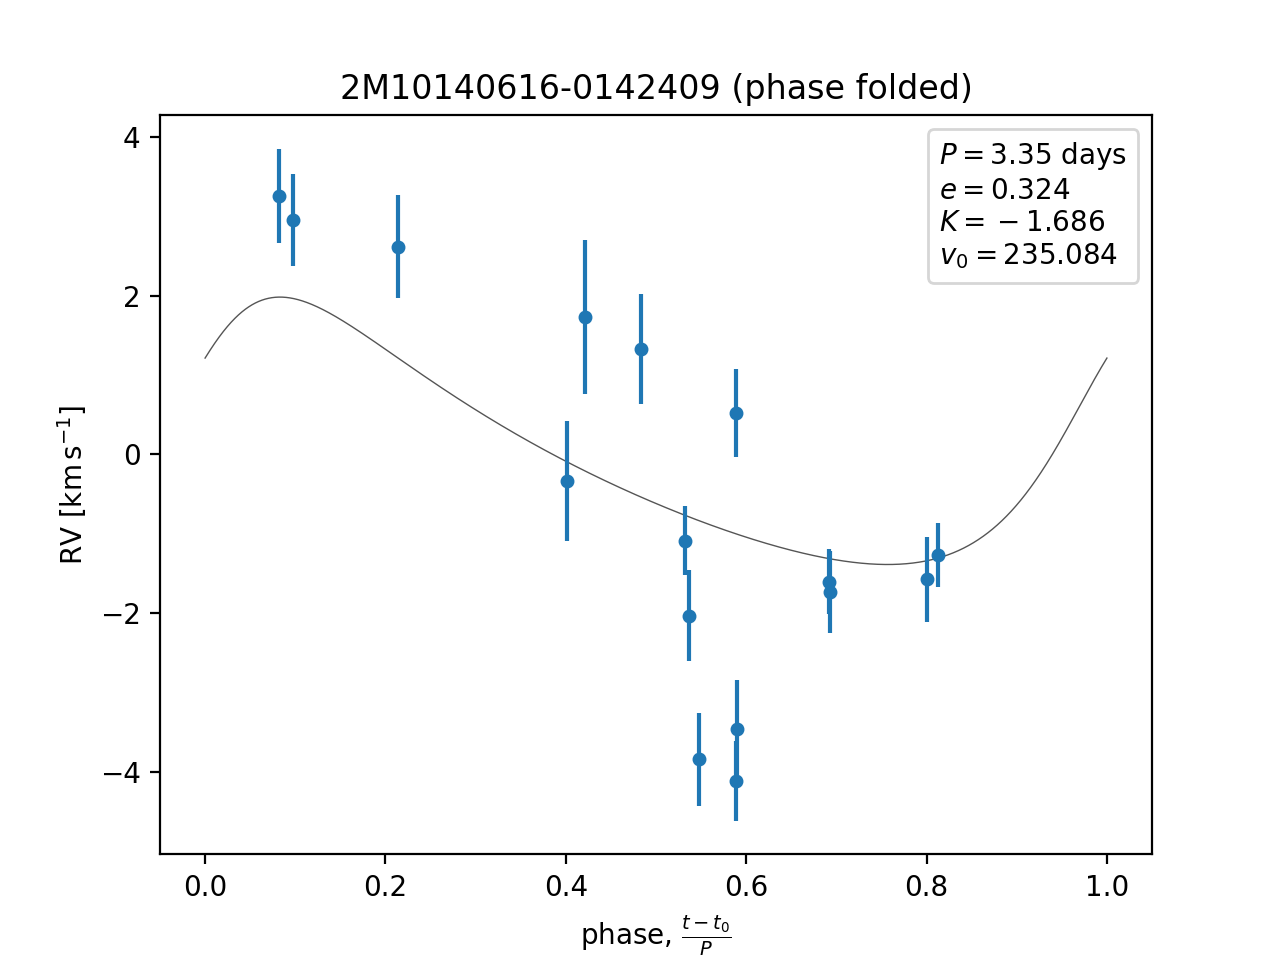 2M10140616-0142409 (phase folded)
P = 3.35 days
e = 0.324
K = −1.686
v₀ = 235.084
RV [km s⁻¹]
4
2
0
−2
−4
0.0 0.2 0.4 0.6 0.8 1.0
phase, (t − t₀)/P